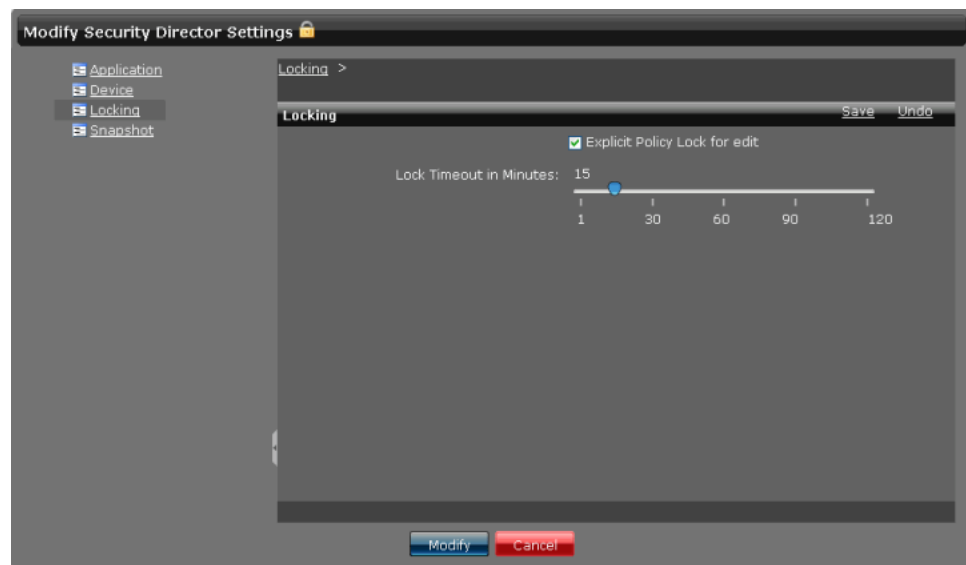 Modify Security Director Settings
Application
Device
Locking
Snapshot
Locking >
Locking Save Undo
Explicit Policy Lock for edit
Lock Timeout in Minutes: 15
1 30 60 90 120
Modify Cancel